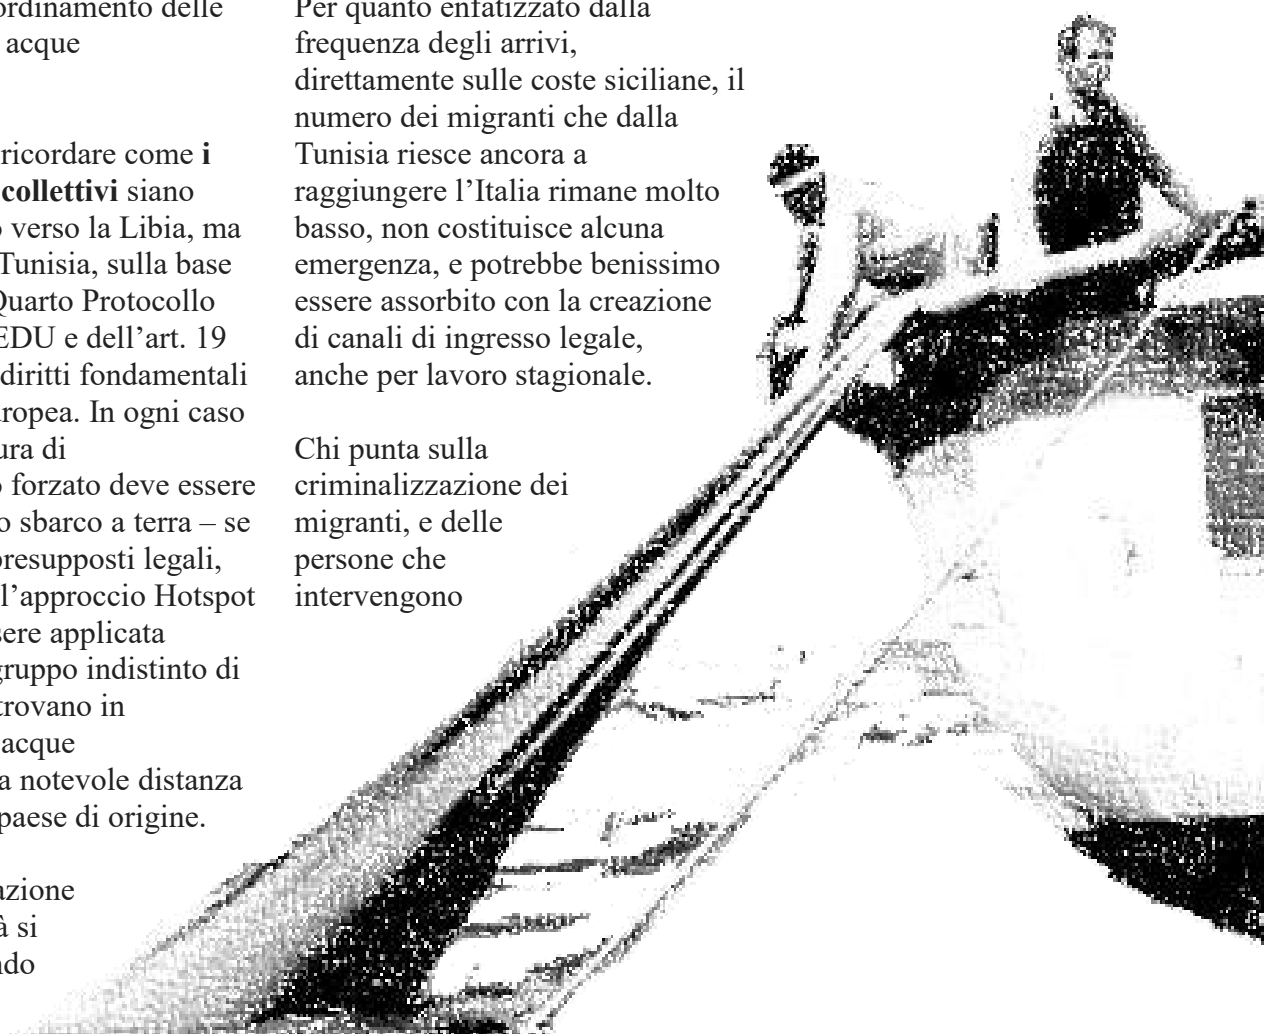 ordinamento delle
acque
ricordare come i
collettivi siano
verso la Libia, ma
Tunisia, sulla base
Quarto Protocollo
EDU e dell’art. 19
diritti fondamentali
ropea. In ogni caso
ura di
forzato deve essere
o sbarco a terra – se
presupposti legali,
l’approccio Hotspot
sere applicata
gruppo indistinto di
trovano in
acque
a notevole distanza
paese di origine.
azione
à si
ndo
Per quanto enfatizzato dalla
frequenza degli arrivi,
direttamente sulle coste siciliane, il
numero dei migranti che dalla
Tunisia riesce ancora a
raggiungere l’Italia rimane molto
basso, non costituisce alcuna
emergenza, e potrebbe benissimo
essere assorbito con la creazione
di canali di ingresso legale,
anche per lavoro stagionale.
Chi punta sulla
criminalizzazione dei
migranti, e delle
persone che
intervengono